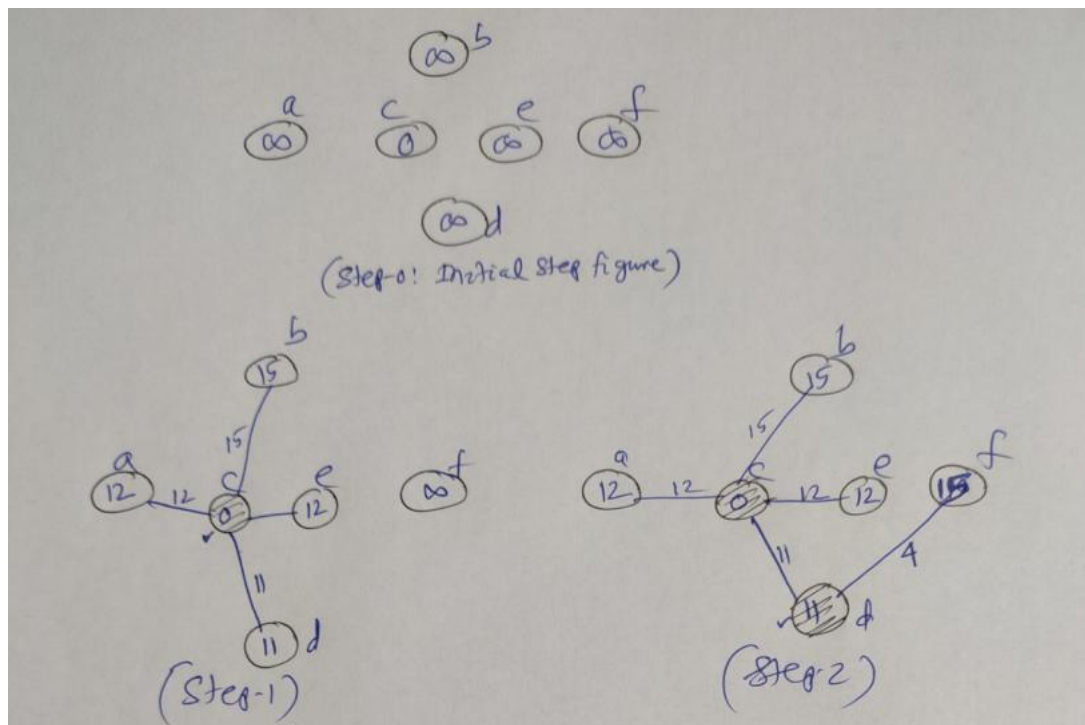 b
∞
a c e f
∞ 0 ∞ ∞
∞ d
(Step-0: Initial Step figure)
b
15
15
a c e f
12 12 0 12 ∞
11
11 d
(Step-1)
b
15
15
a c e f
12 12 0 12 12 15
11 4
11 d
(Step-2)